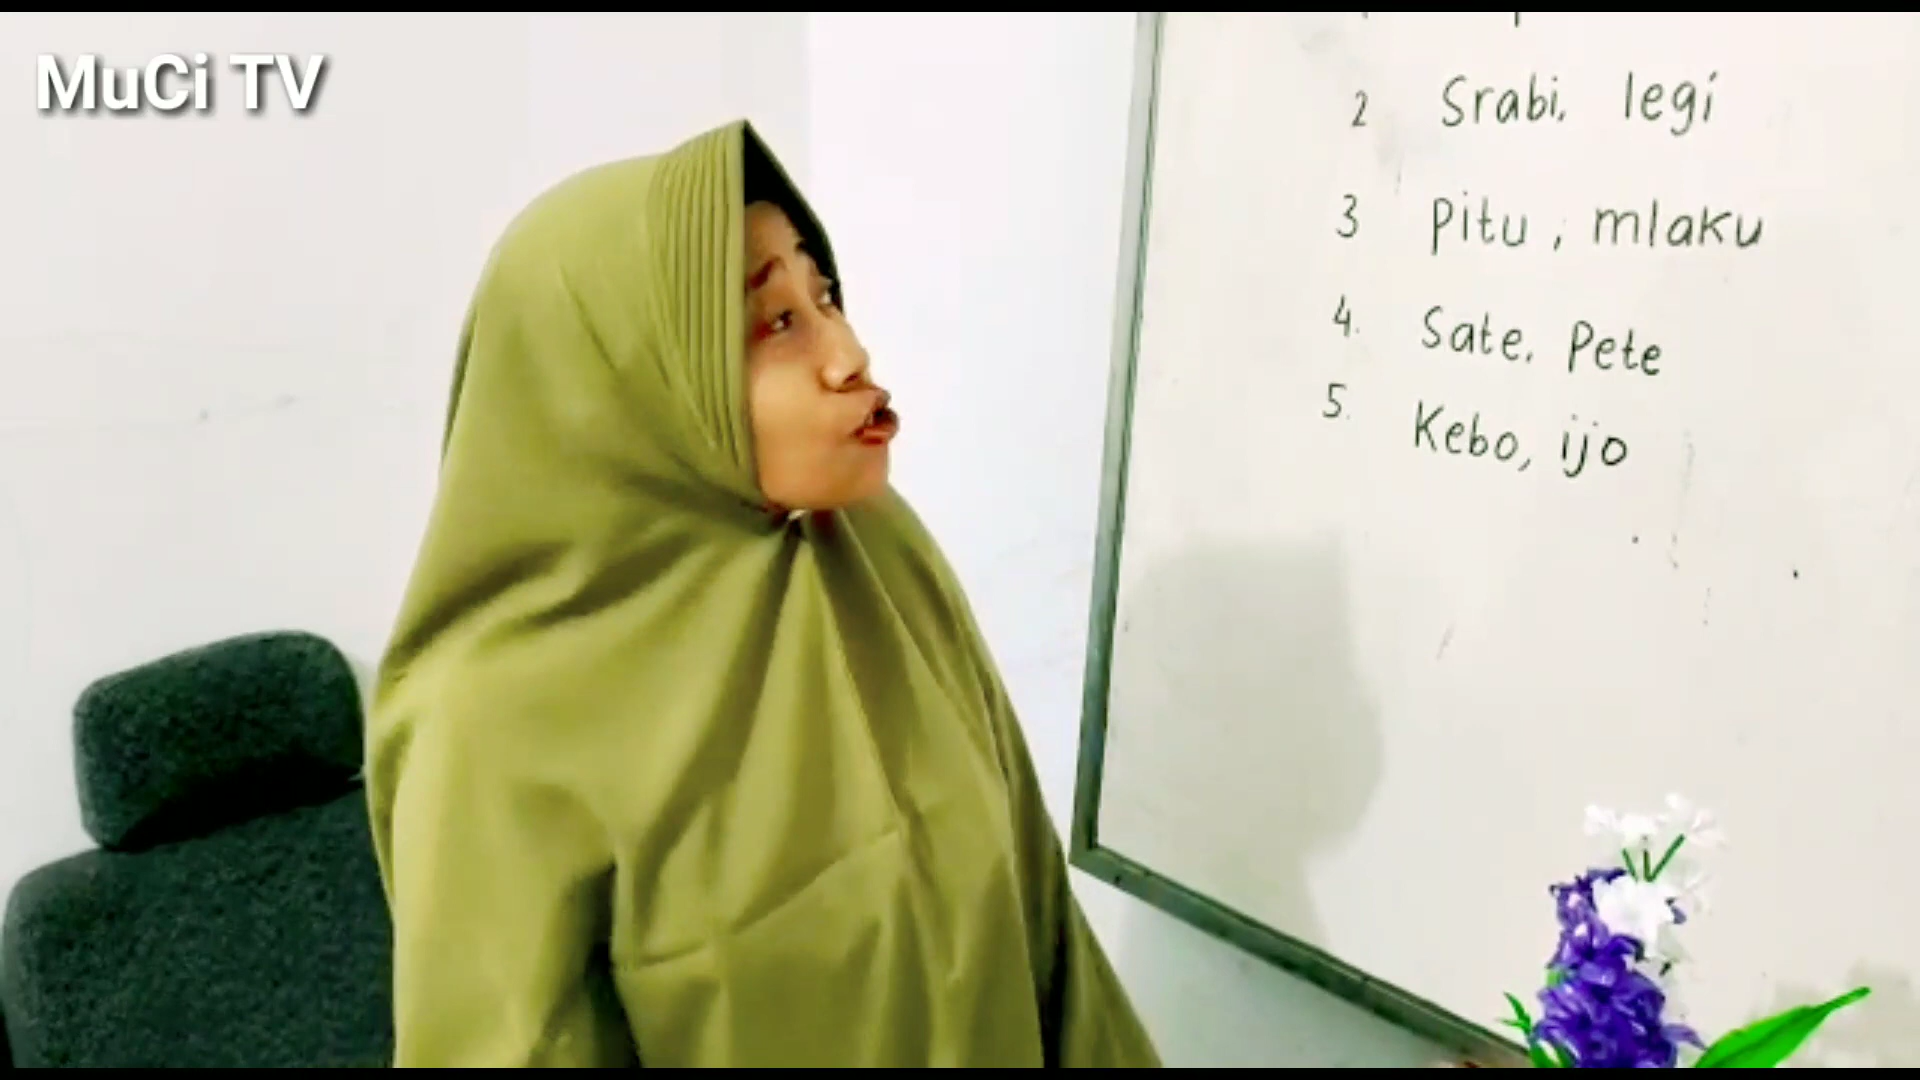 MuCi TV
2 Srabi, legi
3 Pitu, mlaku
4. Sate, Pete
5. Kebo, ijo